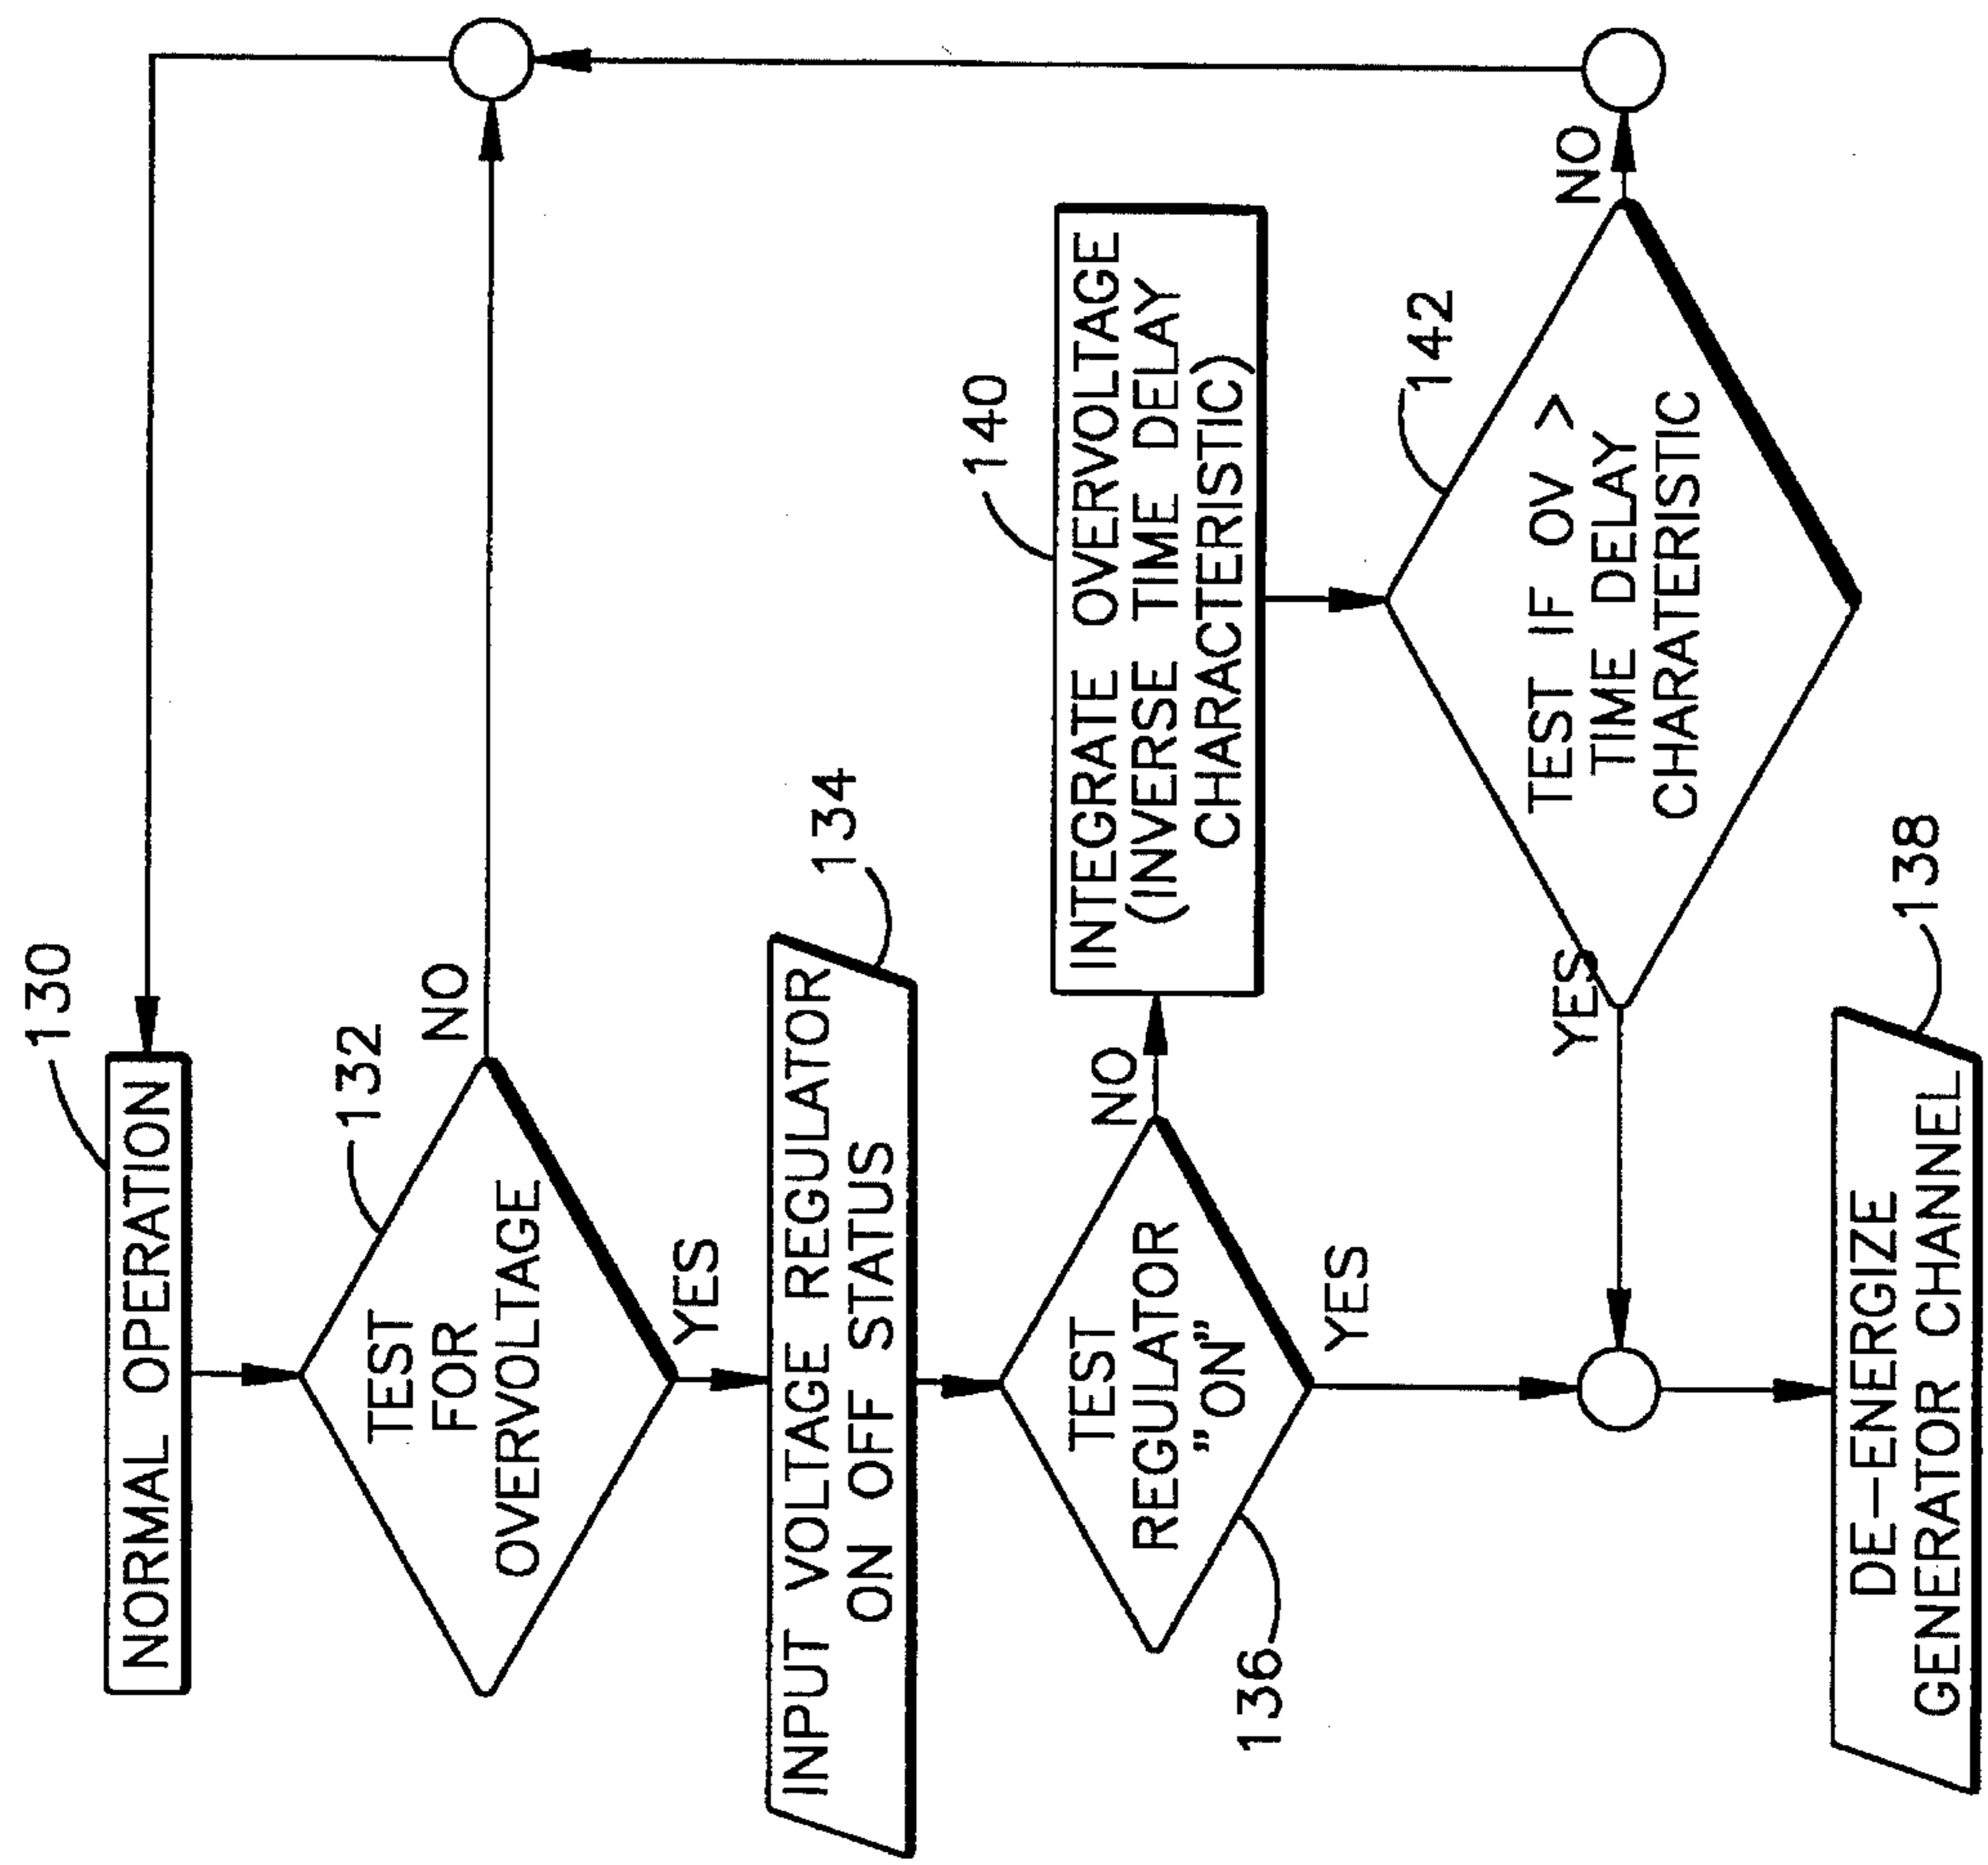 130
NORMAL OPERATION
132
TEST
FOR
OVERVOLTAGE
NO
YES
134
INPUT VOLTAGE REGULATOR
ON OFF STATUS
TEST
REGULATOR
"ON"
136
NO
YES
140
INTEGRATE OVERVOLTAGE
(INVERSE TIME DELAY
CHARACTERISTIC)
142
TEST IF OV >
TIME DELAY
CHARATERISTIC
NO
YES
138
DE-ENERGIZE
GENERATOR CHANNEL